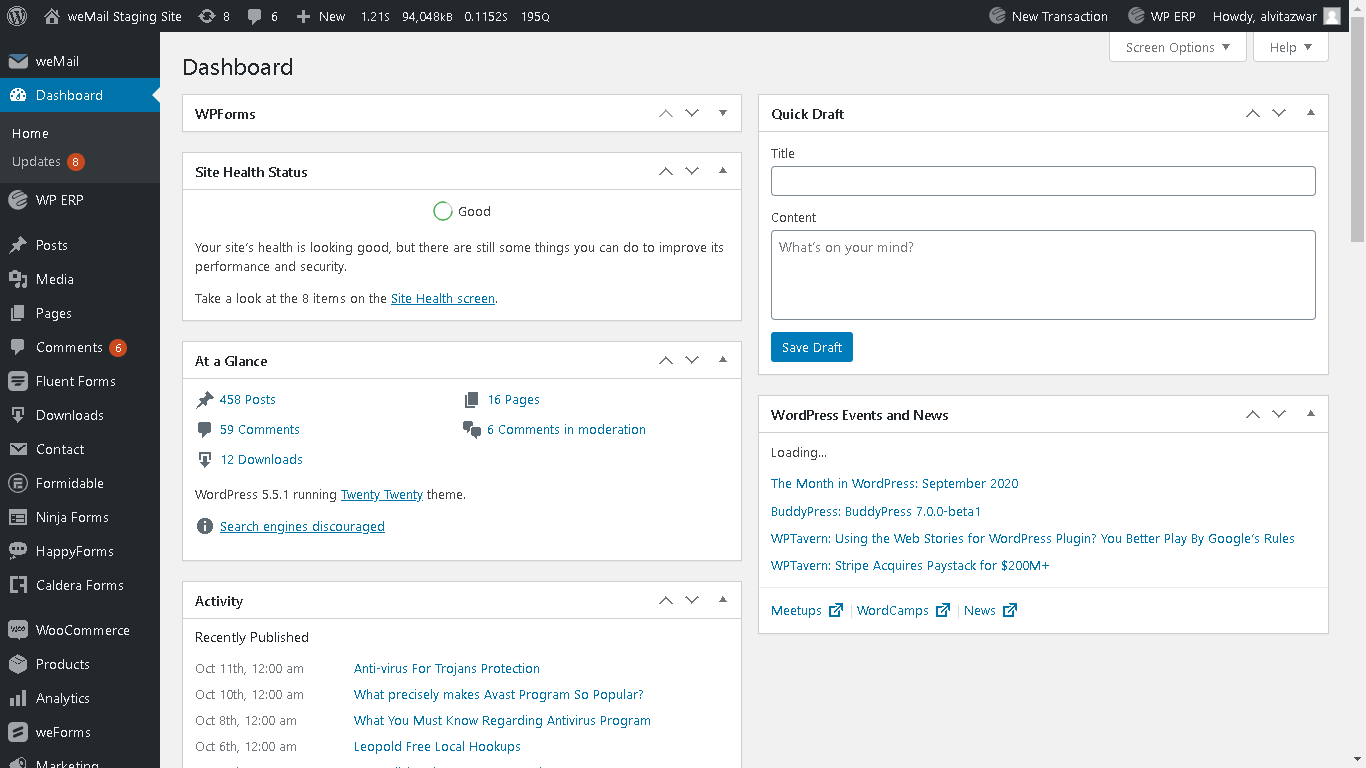 weMail Staging Site 8 6 New 1.21s 94,048kB 0.1152s 195Q New Transaction WP ERP Howdy, alvitazwar
Screen Options Help
weMail
Dashboard
Home
Updates 8
WP ERP
Posts
Media
Pages
Comments 6
Fluent Forms
Downloads
Contact
Formidable
Ninja Forms
HappyForms
Caldera Forms
WooCommerce
Products
Analytics
weForms
Marketing
Dashboard
WPForms
Site Health Status
Good
Your site's health is looking good, but there are still some things you can do to improve its
performance and security.
Take a look at the 8 items on the Site Health screen.
At a Glance
458 Posts 16 Pages
59 Comments 6 Comments in moderation
12 Downloads
WordPress 5.5.1 running Twenty Twenty theme.
Search engines discouraged
Activity
Recently Published
Oct 11th, 12:00 am Anti-virus For Trojans Protection
Oct 10th, 12:00 am What precisely makes Avast Program So Popular?
Oct 8th, 12:00 am What You Must Know Regarding Antivirus Program
Oct 6th, 12:00 am Leopold Free Local Hookups
Quick Draft
Title
Content
What's on your mind?
Save Draft
WordPress Events and News
Loading...
The Month in WordPress: September 2020
BuddyPress: BuddyPress 7.0.0-beta1
WPTavern: Using the Web Stories for WordPress Plugin? You Better Play By Google's Rules
WPTavern: Stripe Acquires Paystack for $200M+
Meetups WordCamps News